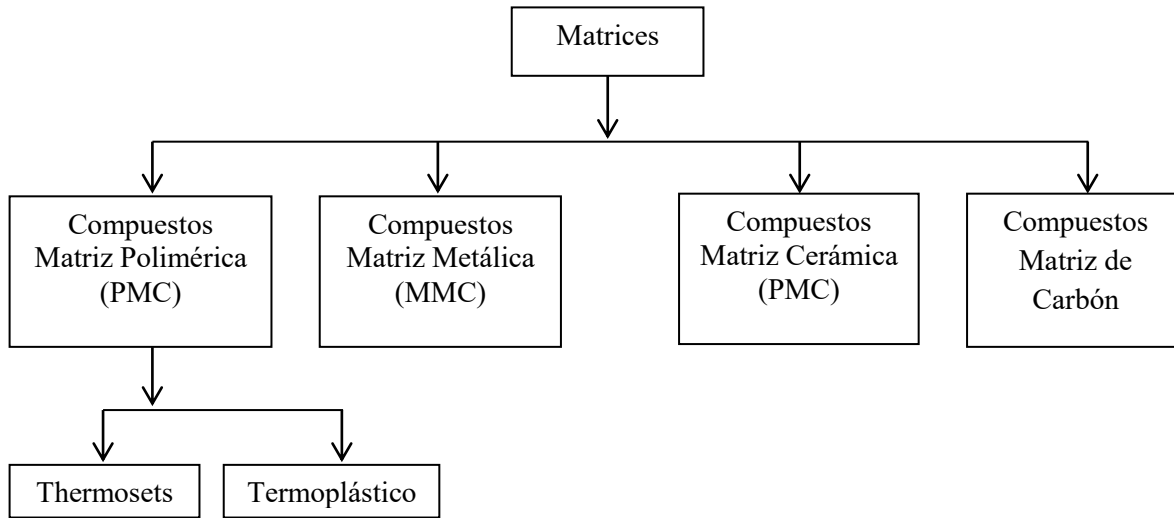 Matrices
Compuestos
Matriz Polimérica
(PMC)
Compuestos
Matriz Metálica
(MMC)
Compuestos
Matriz Cerámica
(PMC)
Compuestos
Matriz de
Carbón
Thermosets
Termoplástico